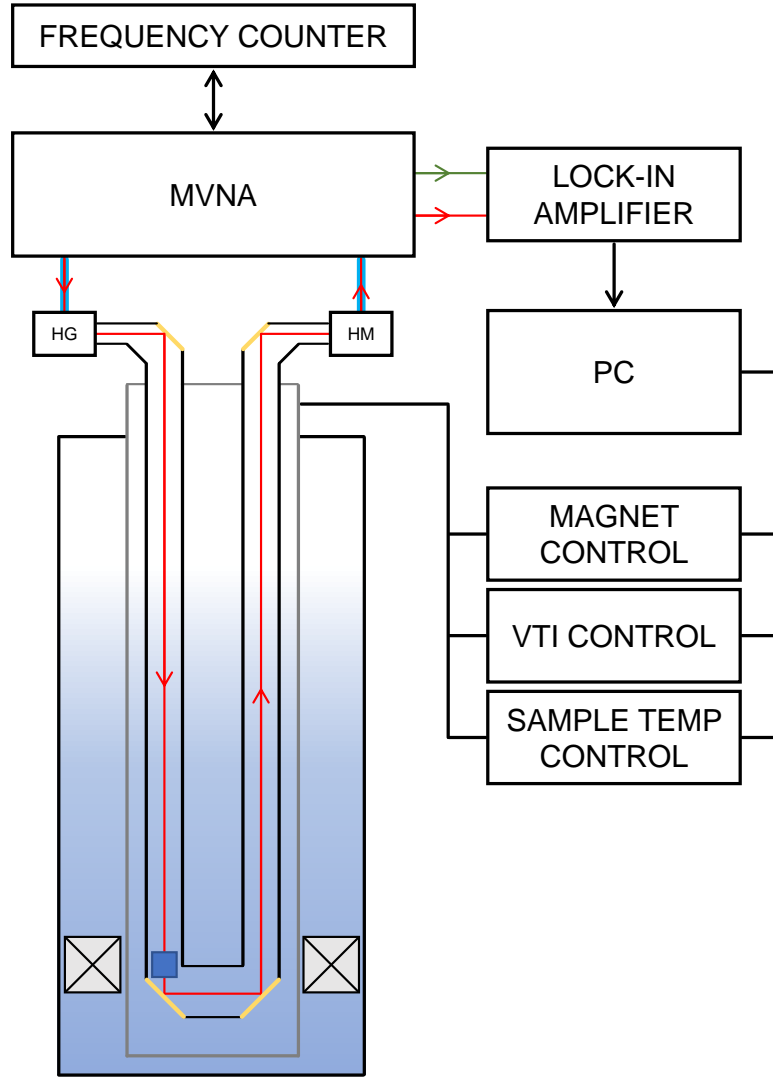 FREQUENCY COUNTER
MVNA
LOCK-IN
AMPLIFIER
HG
HM
PC
MAGNET
CONTROL
VTI CONTROL
SAMPLE TEMP
CONTROL